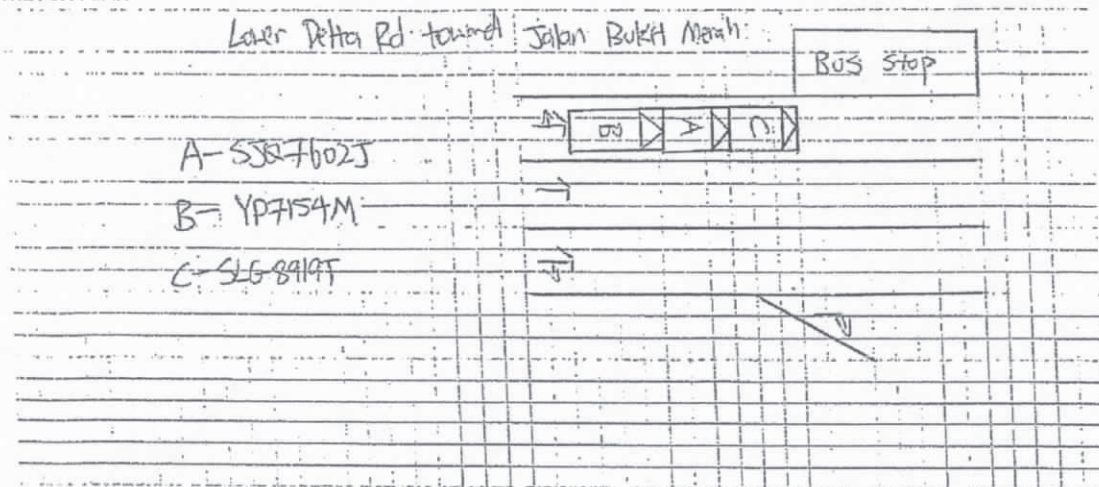 Lower Delta Rd toward Jalan Bukit Merah
Bus stop
B A C
A- SJQ7602J
B- YP7154M
C- SLG8919T